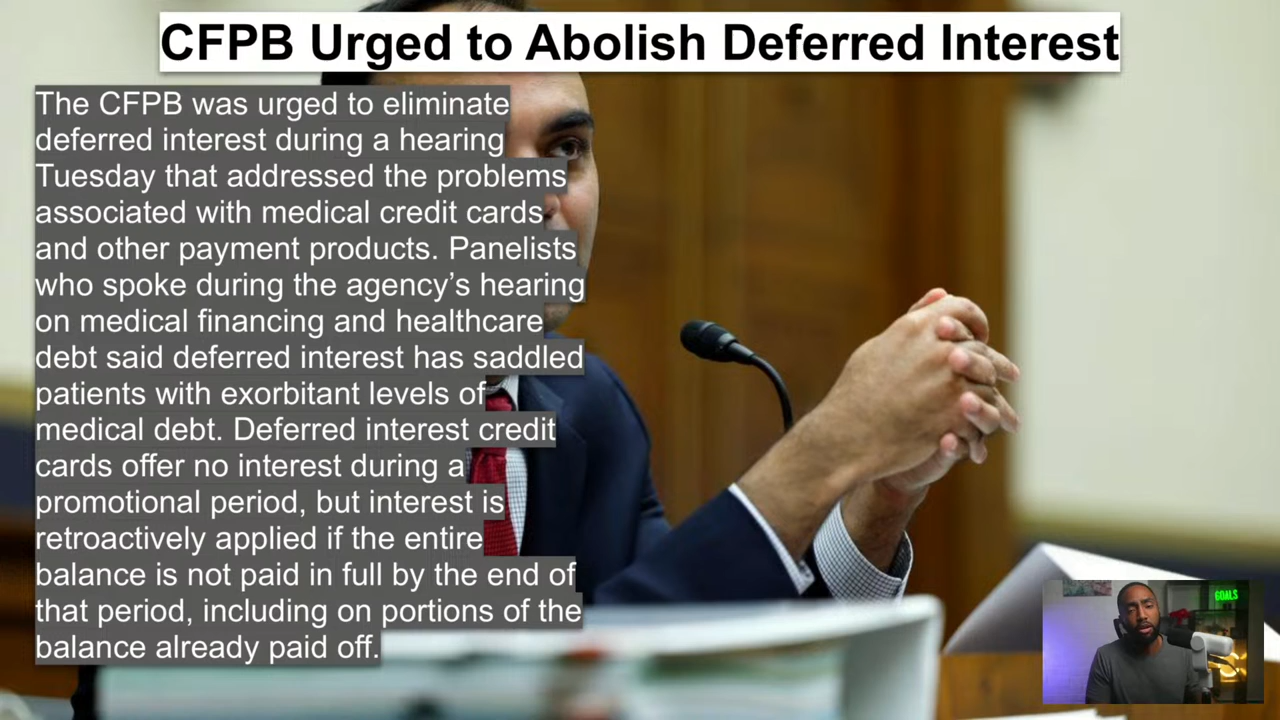 CFPB Urged to Abolish Deferred Interest
The CFPB was urged to eliminate
deferred interest during a hearing
Tuesday that addressed the problems
associated with medical credit cards
and other payment products. Panelists
who spoke during the agency’s hearing
on medical financing and healthcare
debt said deferred interest has saddled
patients with exorbitant levels of
medical debt. Deferred interest credit
cards offer no interest during a
promotional period, but interest is
retroactively applied if the entire
balance is not paid in full by the end of
that period, including on portions of the
balance already paid off.
GOALS